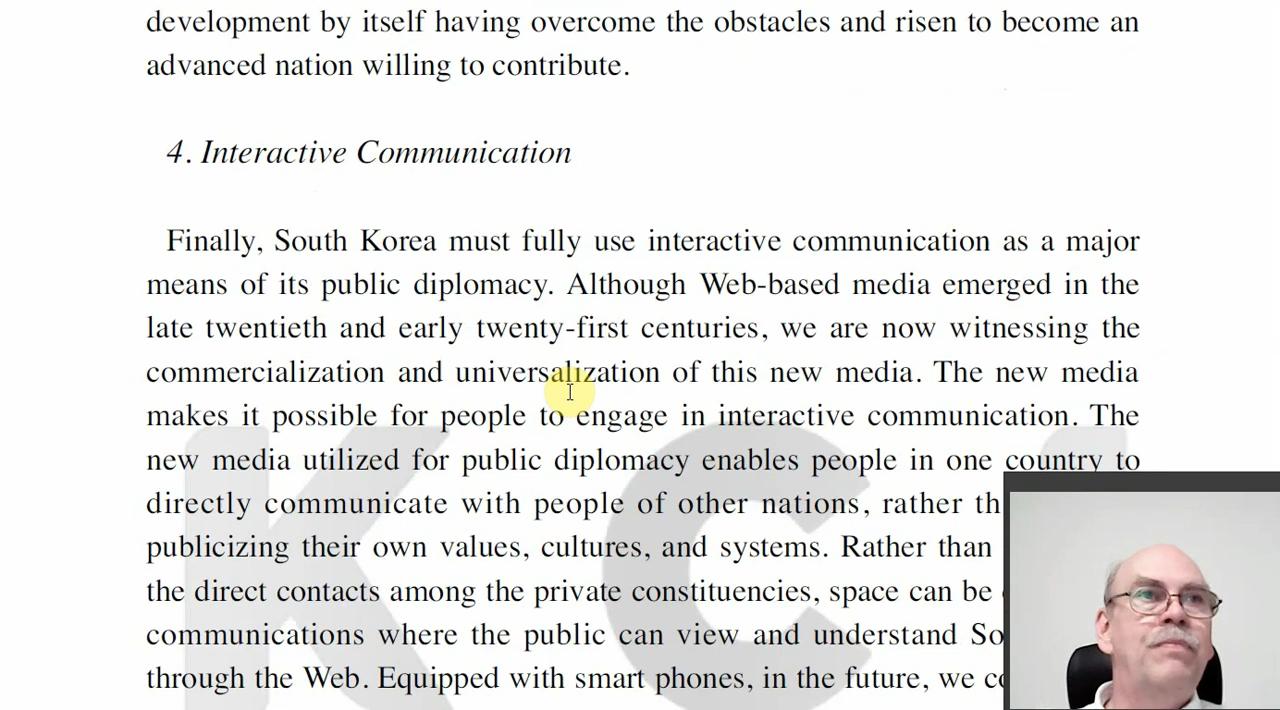 development by itself having overcome the obstacles and risen to become an
advanced nation willing to contribute.
4. Interactive Communication
Finally, South Korea must fully use interactive communication as a major
means of its public diplomacy. Although Web-based media emerged in the
late twentieth and early twenty-first centuries, we are now witnessing the
commercialization and universalization of this new media. The new media
makes it possible for people to engage in interactive communication. The
new media utilized for public diplomacy enables people in one country to
directly communicate with people of other nations, rather
publicizing their own values, cultures, and systems. Rather than
the direct contacts among the private constituencies, space can be
communications where the public can view and understand
through the Web. Equipped with smart phones, in the future, we